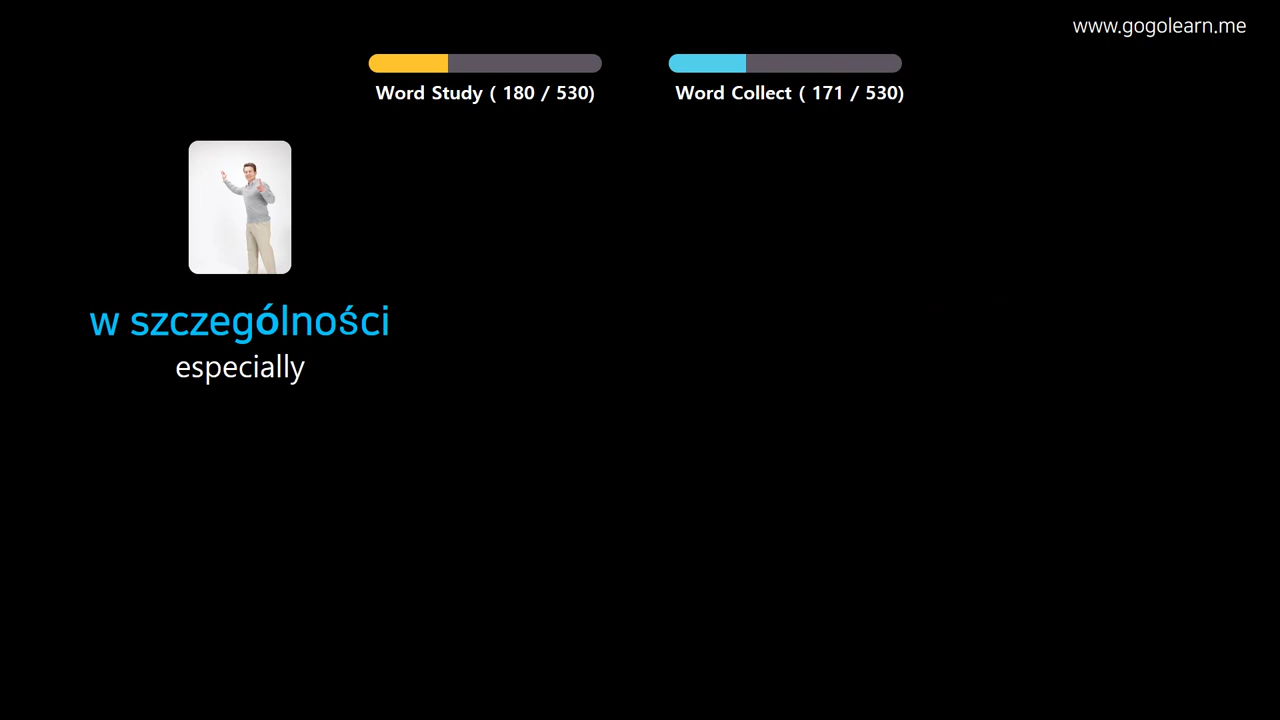 www.gogolearn.me
Word Study ( 180 / 530)
Word Collect ( 171 / 530)
w szczególności
especially